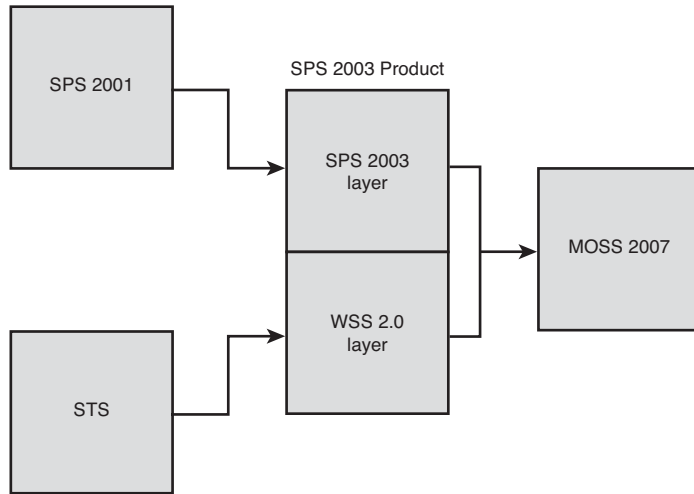 SPS 2001
SPS 2003 Product
SPS 2003
layer
MOSS 2007
WSS 2.0
layer
STS